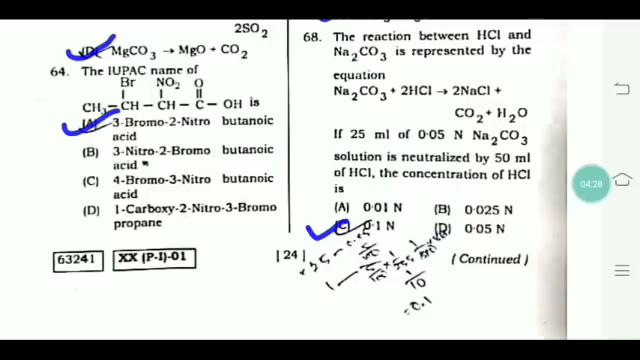 2SO₂
(D) MgCO₃ → MgO + CO₂
64. The IUPAC name of
Br NO₂ O
CH₃ – CH – CH – C – OH is
(A) 3-Bromo-2-Nitro butanoic
acid
(B) 3-Nitro-2-Bromo butanoic
acid
(C) 4-Bromo-3-Nitro butanoic
acid
(D) 1-Carboxy-2-Nitro-3-Bromo
propane
63241 XX (P-I)-01
68. The reaction between HCl and
Na₂CO₃ is represented by the
equation
Na₂CO₃ + 2HCl → 2NaCl +
CO₂ + H₂O
If 25 ml of 0·05 N Na₂CO₃
solution is neutralized by 50 ml
of HCl, the concentration of HCl
is
(A) 0·01 N (B) 0·025 N
(C) 0·1 N (D) 0·05 N
1/10
= 0.1
[ 24 ] ( Continued )
04:28